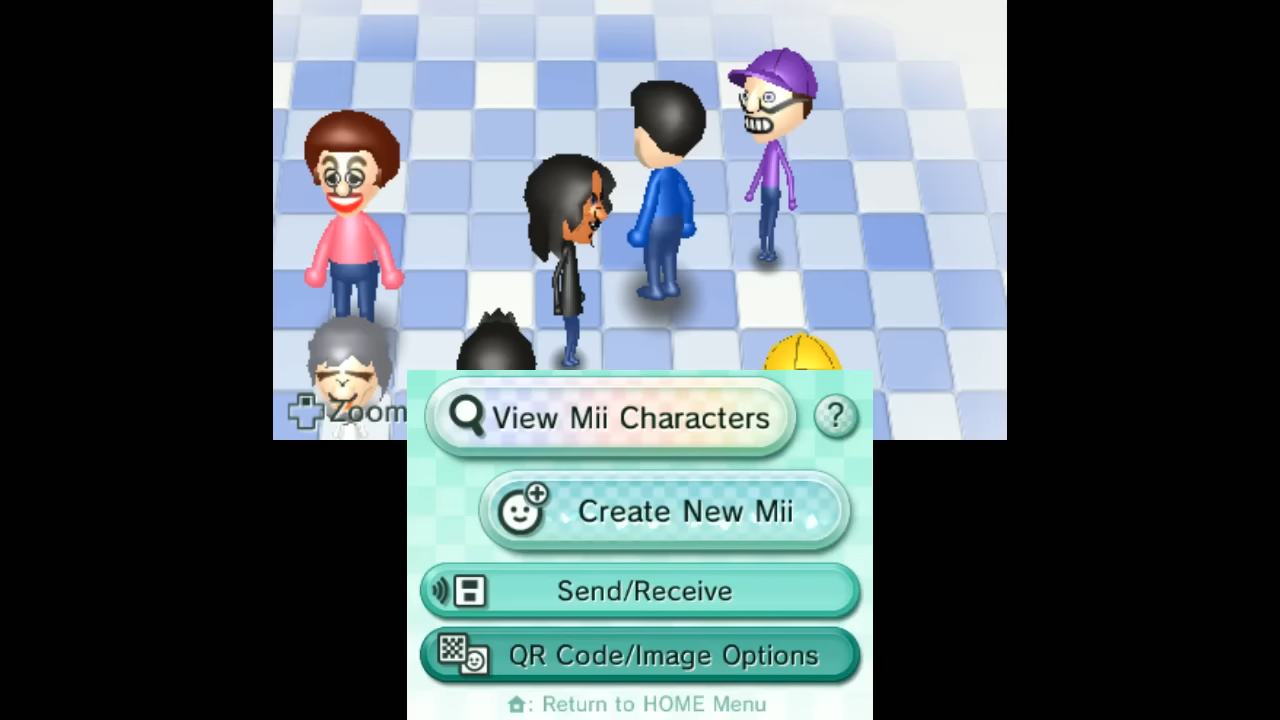 Zoom
View Mii Characters
?
Create New Mii
Send/Receive
QR Code/Image Options
: Return to HOME Menu